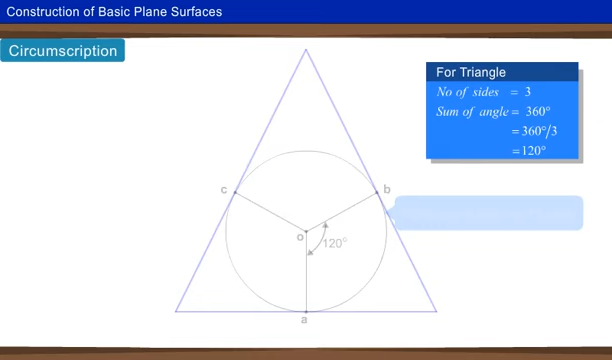 Construction of Basic Plane Surfaces
Circumscription
For Triangle
No of sides = 3
Sum of angle = 360°
= 360°/3
= 120°
c
b
o
120°
a